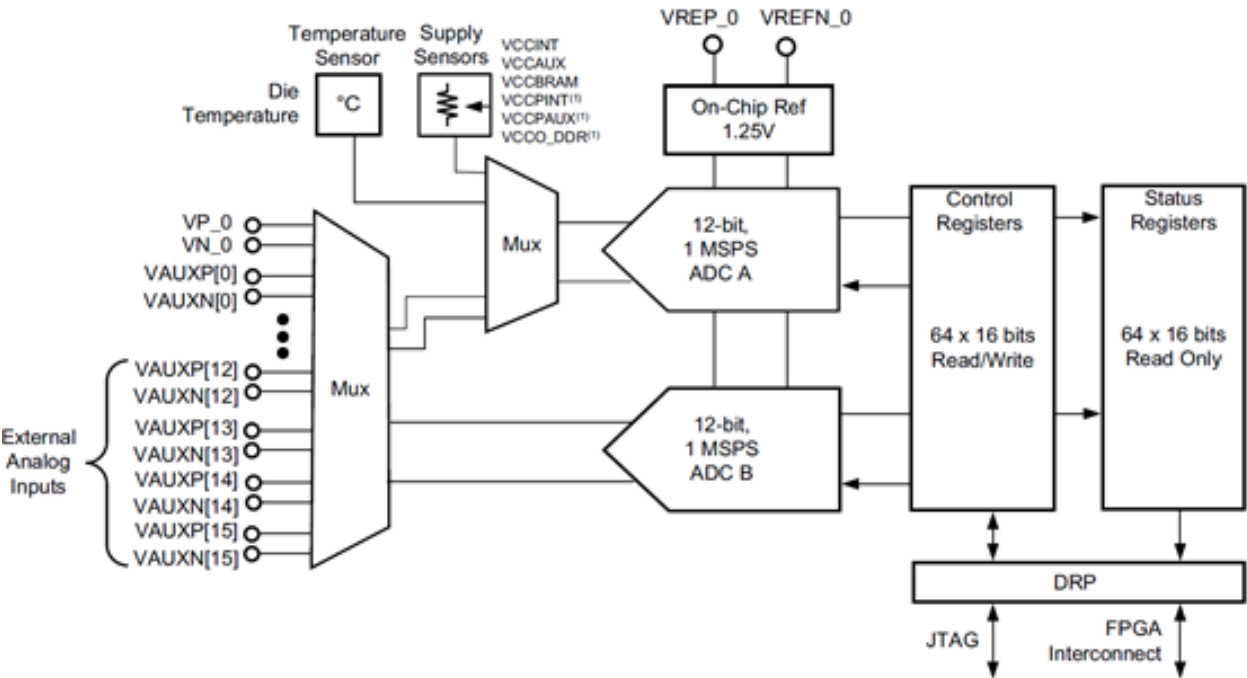 VREP_0 VREFN_0
Temperature
Sensor
Supply
Sensors
VCCINT
VCCAUX
VCCBRAM
VCCPINT(1)
VCCPAUX(1)
VCCO_DDR(1)
Die
Temperature
°C
On-Chip Ref
1.25V
VP_0
VN_0
VAUXP[0]
VAUXN[0]
VAUXP[12]
VAUXN[12]
VAUXP[13]
VAUXN[13]
VAUXP[14]
VAUXN[14]
VAUXP[15]
VAUXN[15]
External
Analog
Inputs
Mux
Mux
12-bit,
1 MSPS
ADC A
12-bit,
1 MSPS
ADC B
Control
Registers
64 x 16 bits
Read/Write
Status
Registers
64 x 16 bits
Read Only
DRP
JTAG
FPGA
Interconnect